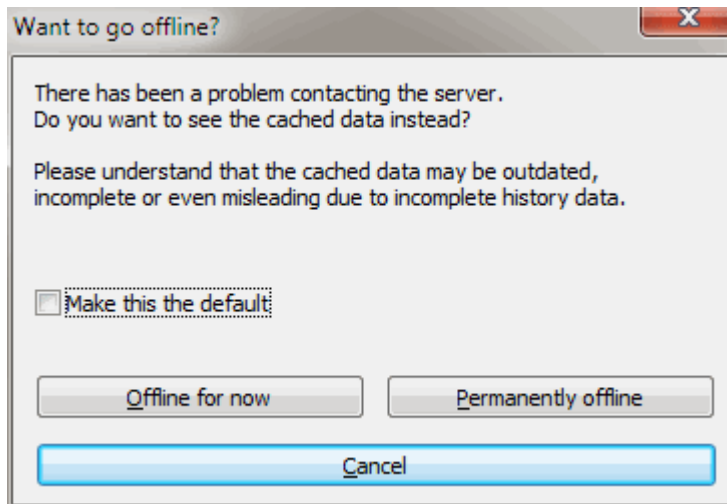 Want to go offline?
There has been a problem contacting the server.
Do you want to see the cached data instead?
Please understand that the cached data may be outdated,
incomplete or even misleading due to incomplete history data.
Make this the default
Offline for now
Permanently offline
Cancel